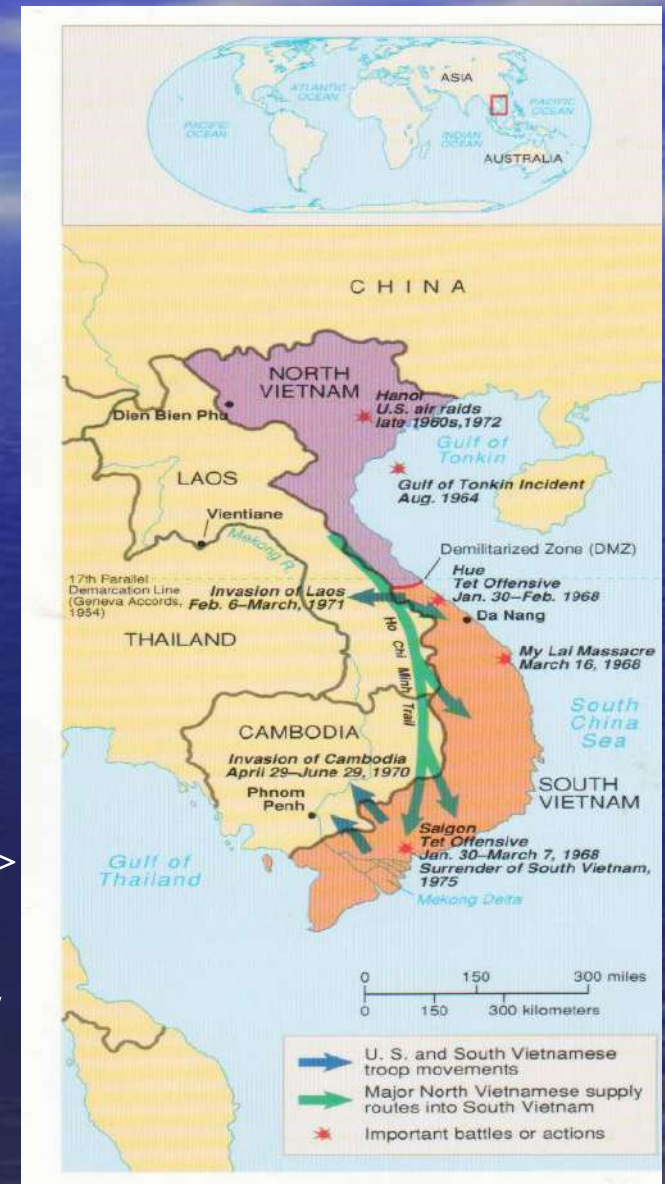 ASIA
ATLANTIC
OCEAN
PACIFIC
OCEAN
PACIFIC
OCEAN
INDIAN
OCEAN
AUSTRALIA
CHINA
NORTH
VIETNAM
Hanoi
U.S. air raids
late 1960s,1972
Dien Bien Phu
Gulf of
Tonkin
Gulf of Tonkin Incident
Aug. 1964
LAOS
Vientiane
Mekong R.
Demilitarized Zone (DMZ)
17th Parallel
Demarcation Line
(Geneva Accords,
1954)
Invasion of Laos
Feb. 6–March, 1971
Hue
Tet Offensive
Jan. 30–Feb. 1968
Da Nang
THAILAND
Ho Chi Minh Trail
My Lai Massacre
March 16, 1968
South
China
Sea
CAMBODIA
Invasion of Cambodia
April 29–June 29, 1970
Phnom
Penh
SOUTH
VIETNAM
Saigon
Tet Offensive
Jan. 30–March 7, 1968
Surrender of South Vietnam,
1975
Gulf of
Thailand
Mekong Delta
>
0 150 300 miles
0 150 300 kilometers
U. S. and South Vietnamese
troop movements
Major North Vietnamese supply
routes into South Vietnam
Important battles or actions